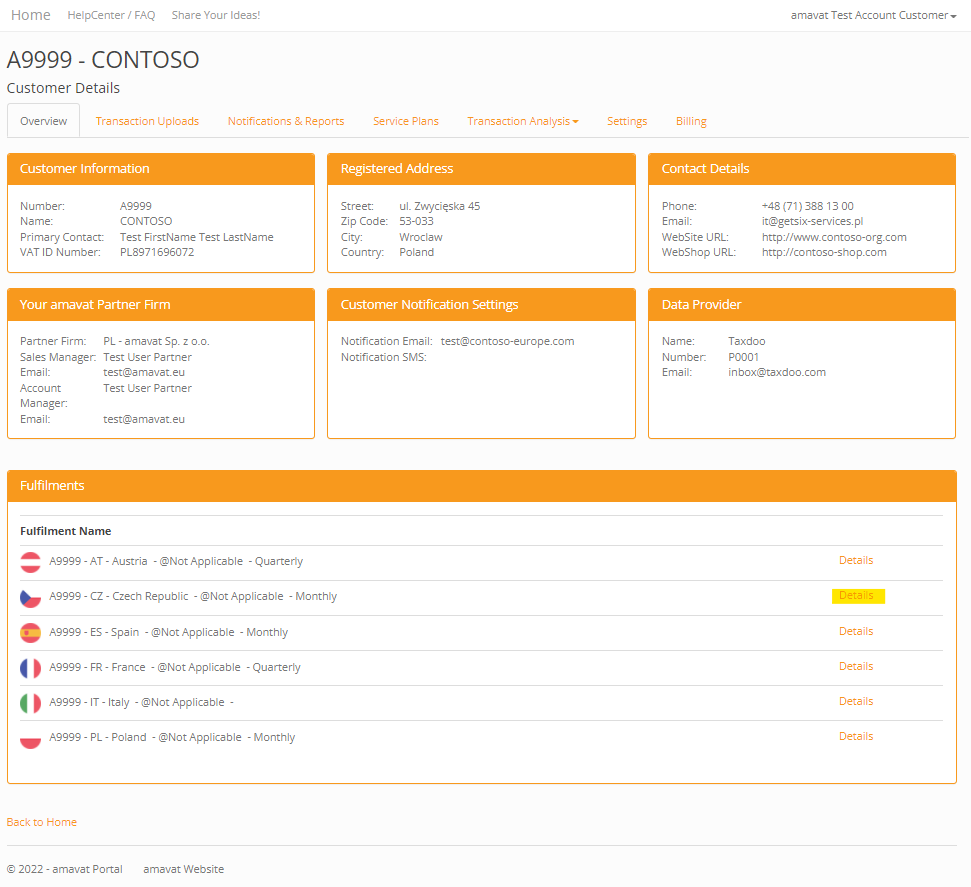 Home HelpCenter / FAQ Share Your Ideas! amavat Test Account Customer
A9999 - CONTOSO
Customer Details
Overview Transaction Uploads Notifications & Reports Service Plans Transaction Analysis Settings Billing
Customer Information
Number: A9999
Name: CONTOSO
Primary Contact: Test FirstName Test LastName
VAT ID Number: PL8971696072
Registered Address
Street: ul. Zwycięska 45
Zip Code: 53-033
City: Wroclaw
Country: Poland
Contact Details
Phone: +48 (71) 388 13 00
Email: it@getsix-services.pl
WebSite URL: http://www.contoso-org.com
WebShop URL: http://contoso-shop.com
Your amavat Partner Firm
Partner Firm: PL - amavat Sp. z o.o.
Sales Manager: Test User Partner
Email: test@amavat.eu
Account Test User Partner
Manager:
Email: test@amavat.eu
Customer Notification Settings
Notification Email: test@contoso-europe.com
Notification SMS:
Data Provider
Name: Taxdoo
Number: P0001
Email: inbox@taxdoo.com
Fulfilments
Fulfilment Name
A9999 - AT - Austria - @Not Applicable - Quarterly Details
A9999 - CZ - Czech Republic - @Not Applicable - Monthly Details
A9999 - ES - Spain - @Not Applicable - Monthly Details
A9999 - FR - France - @Not Applicable - Quarterly Details
A9999 - IT - Italy - @Not Applicable - Details
A9999 - PL - Poland - @Not Applicable - Monthly Details
Back to Home
© 2022 - amavat Portal amavat Website